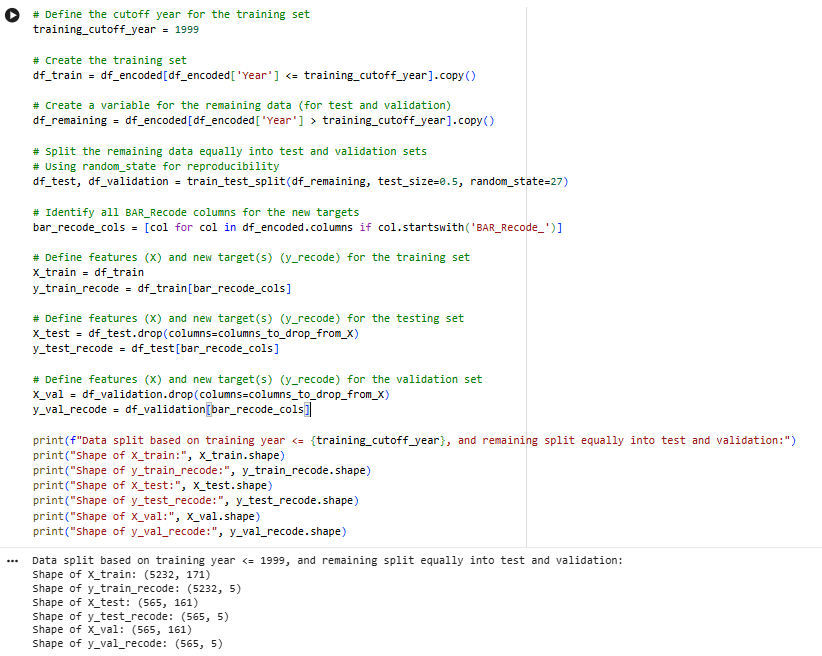 # Define the cutoff year for the training set
training_cutoff_year = 1999
# Create the training set
df_train = df_encoded[df_encoded['Year'] <= training_cutoff_year].copy()
# Create a variable for the remaining data (for test and validation)
df_remaining = df_encoded[df_encoded['Year'] > training_cutoff_year].copy()
# Split the remaining data equally into test and validation sets
# Using random_state for reproducibility
df_test, df_validation = train_test_split(df_remaining, test_size=0.5, random_state=27)
# Identify all BAR_Recode columns for the new targets
bar_recode_cols = [col for col in df_encoded.columns if col.startswith('BAR_Recode_')]
# Define features (X) and new target(s) (y_recode) for the training set
X_train = df_train
y_train_recode = df_train[bar_recode_cols]
# Define features (X) and new target(s) (y_recode) for the testing set
X_test = df_test.drop(columns=columns_to_drop_from_X)
y_test_recode = df_test[bar_recode_cols]
# Define features (X) and new target(s) (y_recode) for the validation set
X_val = df_validation.drop(columns=columns_to_drop_from_X)
y_val_recode = df_validation[bar_recode_cols]
print(f"Data split based on training year <= {training_cutoff_year}, and remaining split equally into test and validation:")
print("Shape of X_train:", X_train.shape)
print("Shape of y_train_recode:", y_train_recode.shape)
print("Shape of X_test:", X_test.shape)
print("Shape of y_test_recode:", y_test_recode.shape)
print("Shape of X_val:", X_val.shape)
print("Shape of y_val_recode:", y_val_recode.shape)
Data split based on training year <= 1999, and remaining split equally into test and validation:
Shape of X_train: (5232, 171)
Shape of y_train_recode: (5232, 5)
Shape of X_test: (565, 161)
Shape of y_test_recode: (565, 5)
Shape of X_val: (565, 161)
Shape of y_val_recode: (565, 5)